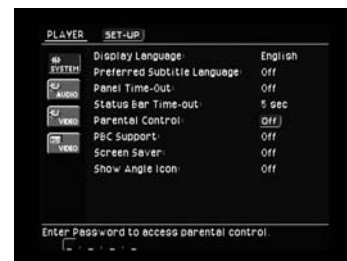 PLAYER SET-UP
SYSTEM
Display Language: English
Preferred Subtitle Language: Off
AUDIO
Panel Time-Out: Off
Status Bar Time-out: 5 sec
VIDEO
Parental Control: Off
PBC Support: Off
VIDEO
Screen Saver: Off
Show Angle Icon: Off
Enter Password to access parental control.